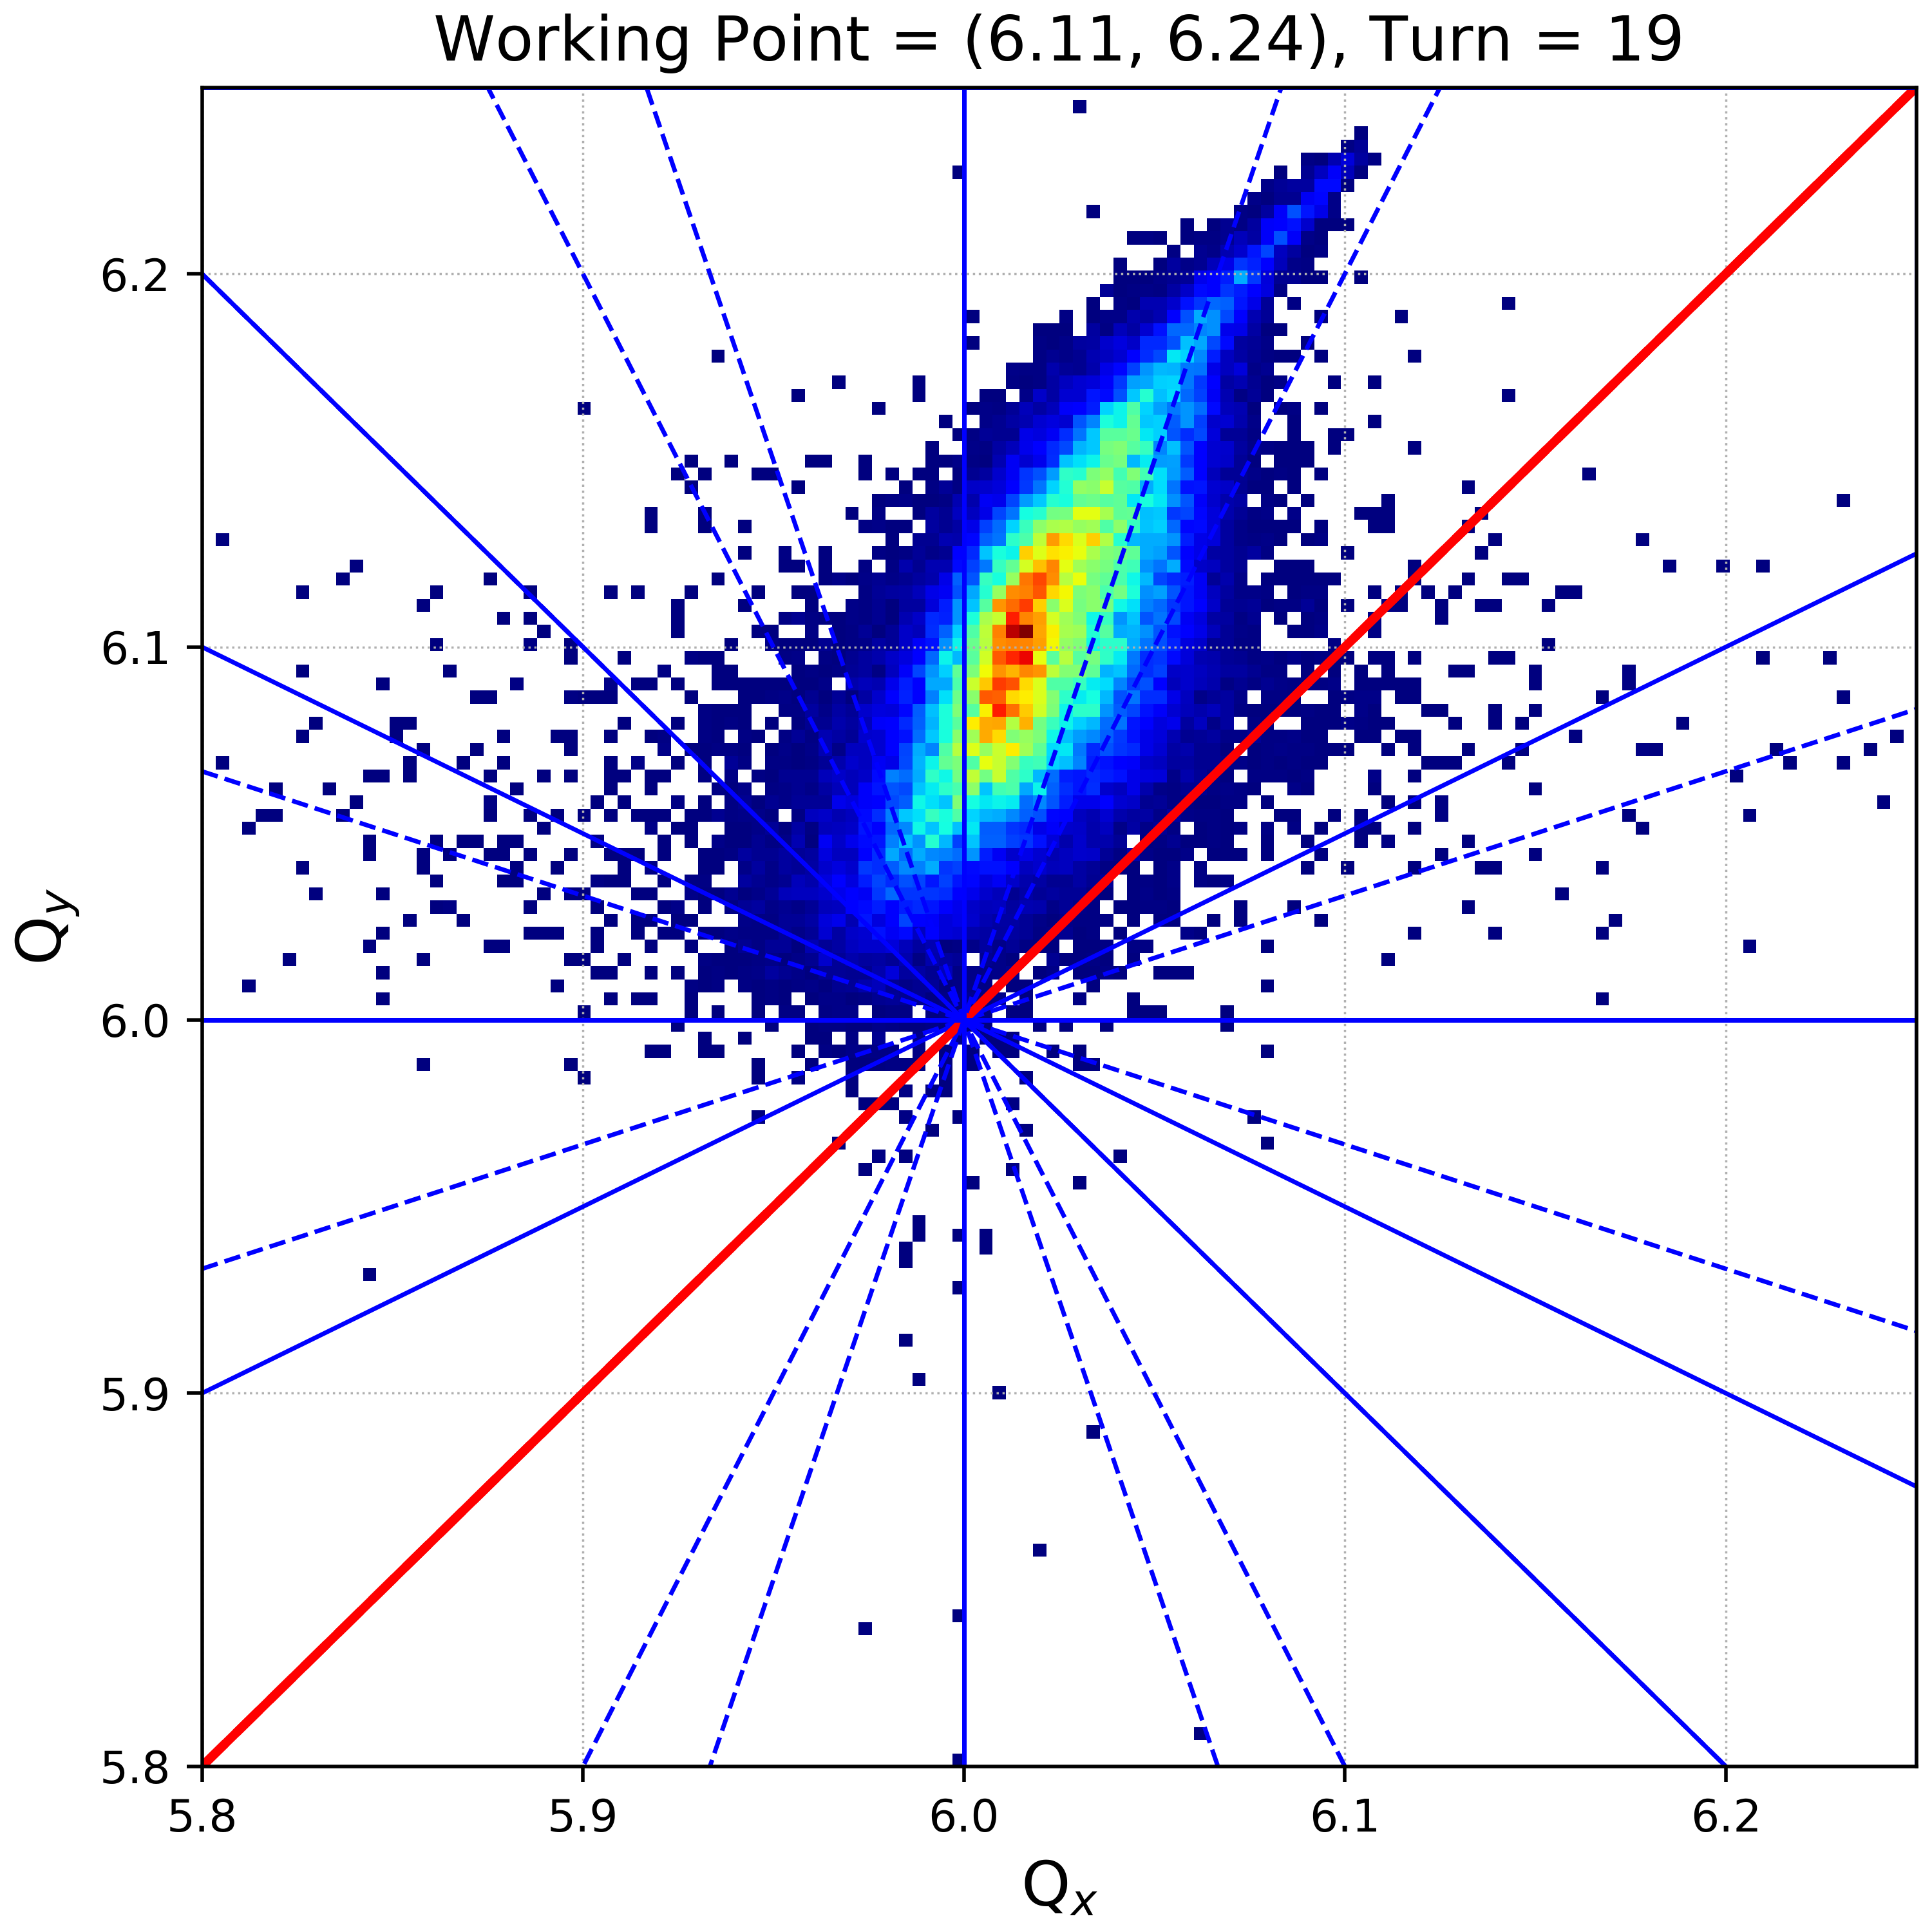 Working Point = (6.11, 6.24), Turn = 19
6.2
6.1
6.0
5.9
5.8
Qy
5.8 5.9 6.0 6.1 6.2
Qx